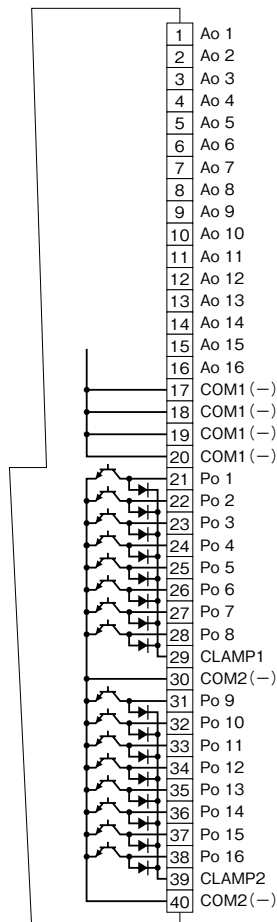 1 Ao 1
2 Ao 2
3 Ao 3
4 Ao 4
5 Ao 5
6 Ao 6
7 Ao 7
8 Ao 8
9 Ao 9
10 Ao 10
11 Ao 11
12 Ao 12
13 Ao 13
14 Ao 14
15 Ao 15
16 Ao 16
17 COM1(−)
18 COM1(−)
19 COM1(−)
20 COM1(−)
21 Po 1
22 Po 2
23 Po 3
24 Po 4
25 Po 5
26 Po 6
27 Po 7
28 Po 8
29 CLAMP1
30 COM2(−)
31 Po 9
32 Po 10
33 Po 11
34 Po 12
35 Po 13
36 Po 14
37 Po 15
38 Po 16
39 CLAMP2
40 COM2(−)